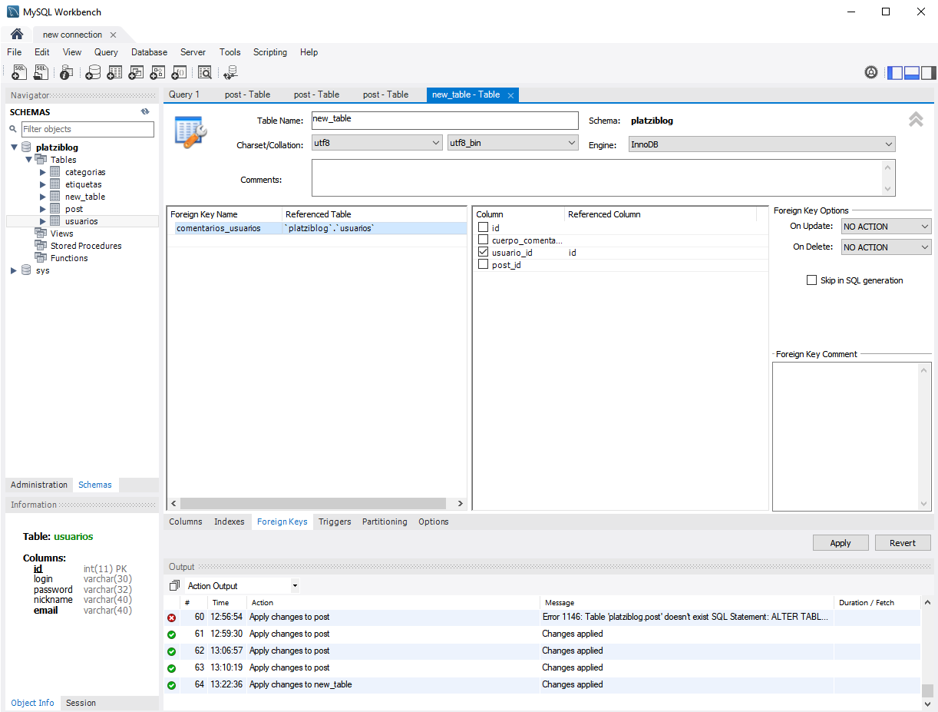 MySQL Workbench
new connection
File Edit View Query Database Server Tools Scripting Help
Navigator
SCHEMAS
Filter objects
platziblog
Tables
categorias
etiquetas
new_table
post
usuarios
Views
Stored Procedures
Functions
sys
Administration Schemas
Information
Table: usuarios
Columns:
id int(11) PK
login varchar(30)
password varchar(32)
nickname varchar(40)
email varchar(40)
Object Info Session
Query 1 post - Table post - Table post - Table new_table - Table
Table Name: new_table Schema: platziblog
Charset/Collation: utf8 utf8_bin Engine: InnoDB
Comments:
Foreign Key Name Referenced Table
comentarios_usuarios `platziblog`.`usuarios`
Column Referenced Column
id
cuerpo_comenta...
usuario_id id
post_id
Foreign Key Options
On Update: NO ACTION
On Delete: NO ACTION
Skip in SQL generation
Foreign Key Comment
Columns Indexes Foreign Keys Triggers Partitioning Options
Apply Revert
Output
Action Output
# Time Action Message Duration / Fetch
60 12:56:54 Apply changes to post Error 1146: Table 'platziblog.post' doesn't exist SQL Statement: ALTER TABL...
61 12:59:30 Apply changes to post Changes applied
62 13:06:57 Apply changes to post Changes applied
63 13:10:19 Apply changes to post Changes applied
64 13:22:36 Apply changes to new_table Changes applied